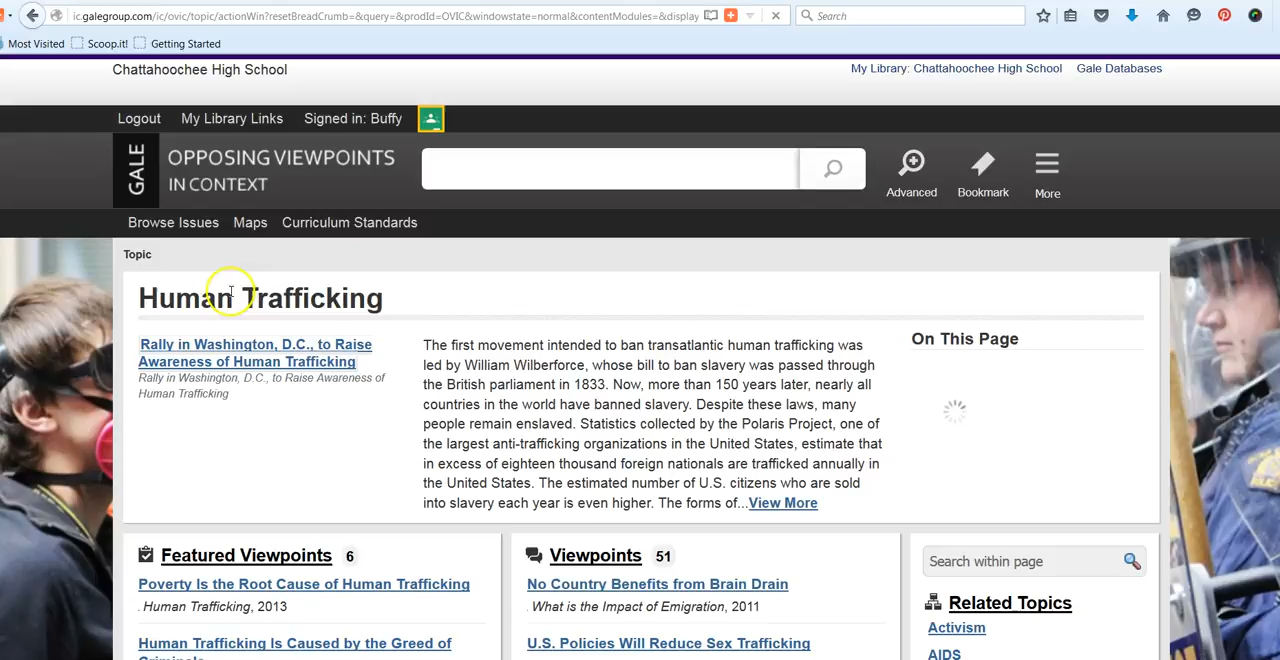 ic.galegroup.com/ic/ovic/topic/actionWin?resetBreadCrumb=&query=&prodId=OVIC&windowstate=normal&contentModules=&display
Search
Most Visited Scoop.it! Getting Started
Chattahoochee High School
My Library: Chattahoochee High School Gale Databases
Logout My Library Links Signed in: Buffy
GALE
OPPOSING VIEWPOINTS
IN CONTEXT
Advanced Bookmark More
Browse Issues Maps Curriculum Standards
Topic
Human Trafficking
Rally in Washington, D.C., to Raise
Awareness of Human Trafficking
Rally in Washington, D.C., to Raise Awareness of
Human Trafficking
The first movement intended to ban transatlantic human trafficking was
led by William Wilberforce, whose bill to ban slavery was passed through
the British parliament in 1833. Now, more than 150 years later, nearly all
countries in the world have banned slavery. Despite these laws, many
people remain enslaved. Statistics collected by the Polaris Project, one of
the largest anti-trafficking organizations in the United States, estimate that
in excess of eighteen thousand foreign nationals are trafficked annually in
the United States. The estimated number of U.S. citizens who are sold
into slavery each year is even higher. The forms of...View More
On This Page
Featured Viewpoints 6
Poverty Is the Root Cause of Human Trafficking
. Human Trafficking, 2013
Human Trafficking Is Caused by the Greed of
Criminals
Viewpoints 51
No Country Benefits from Brain Drain
. What is the Impact of Emigration, 2011
U.S. Policies Will Reduce Sex Trafficking
Search within page
Related Topics
Activism
AIDS